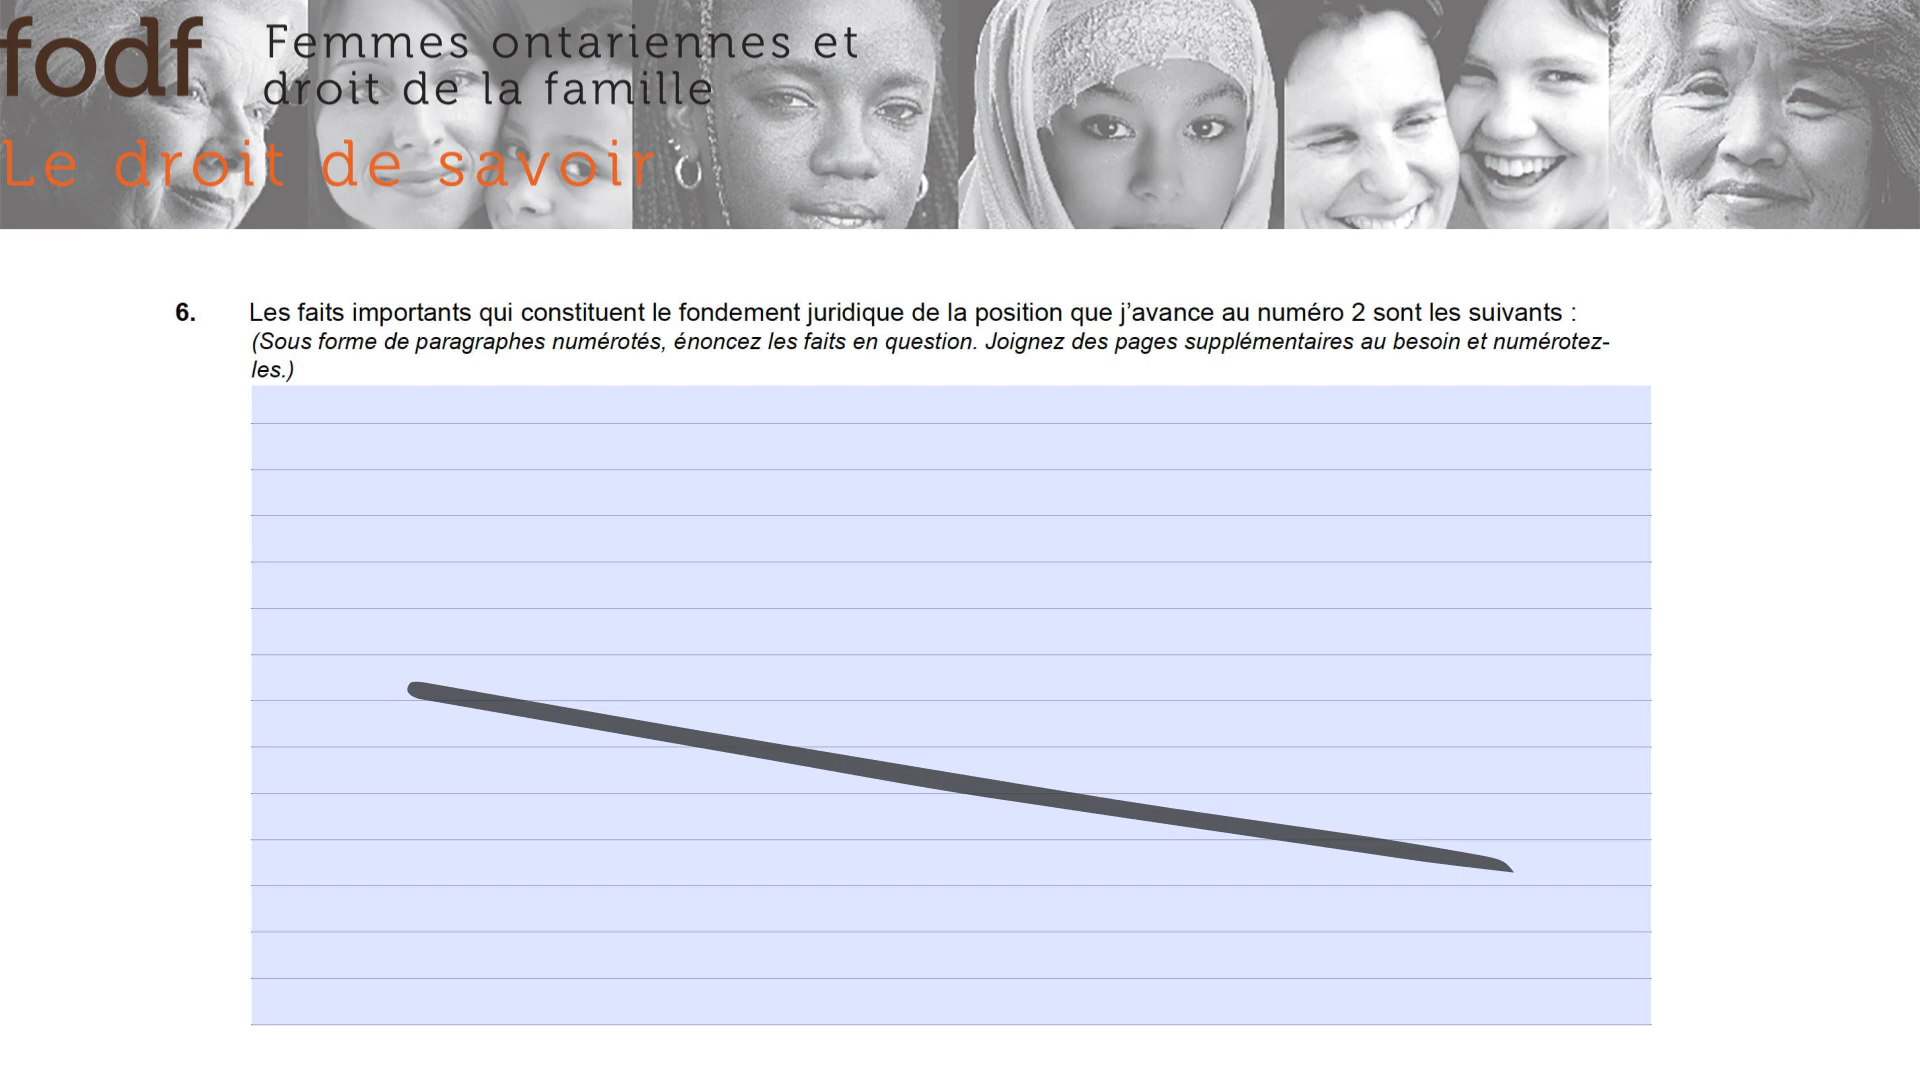 fodf
Femmes ontariennes et
droit de la famille
Le droit de savoir
6. Les faits importants qui constituent le fondement juridique de la position que j’avance au numéro 2 sont les suivants :
(Sous forme de paragraphes numérotés, énoncez les faits en question. Joignez des pages supplémentaires au besoin et numérotez-
les.)